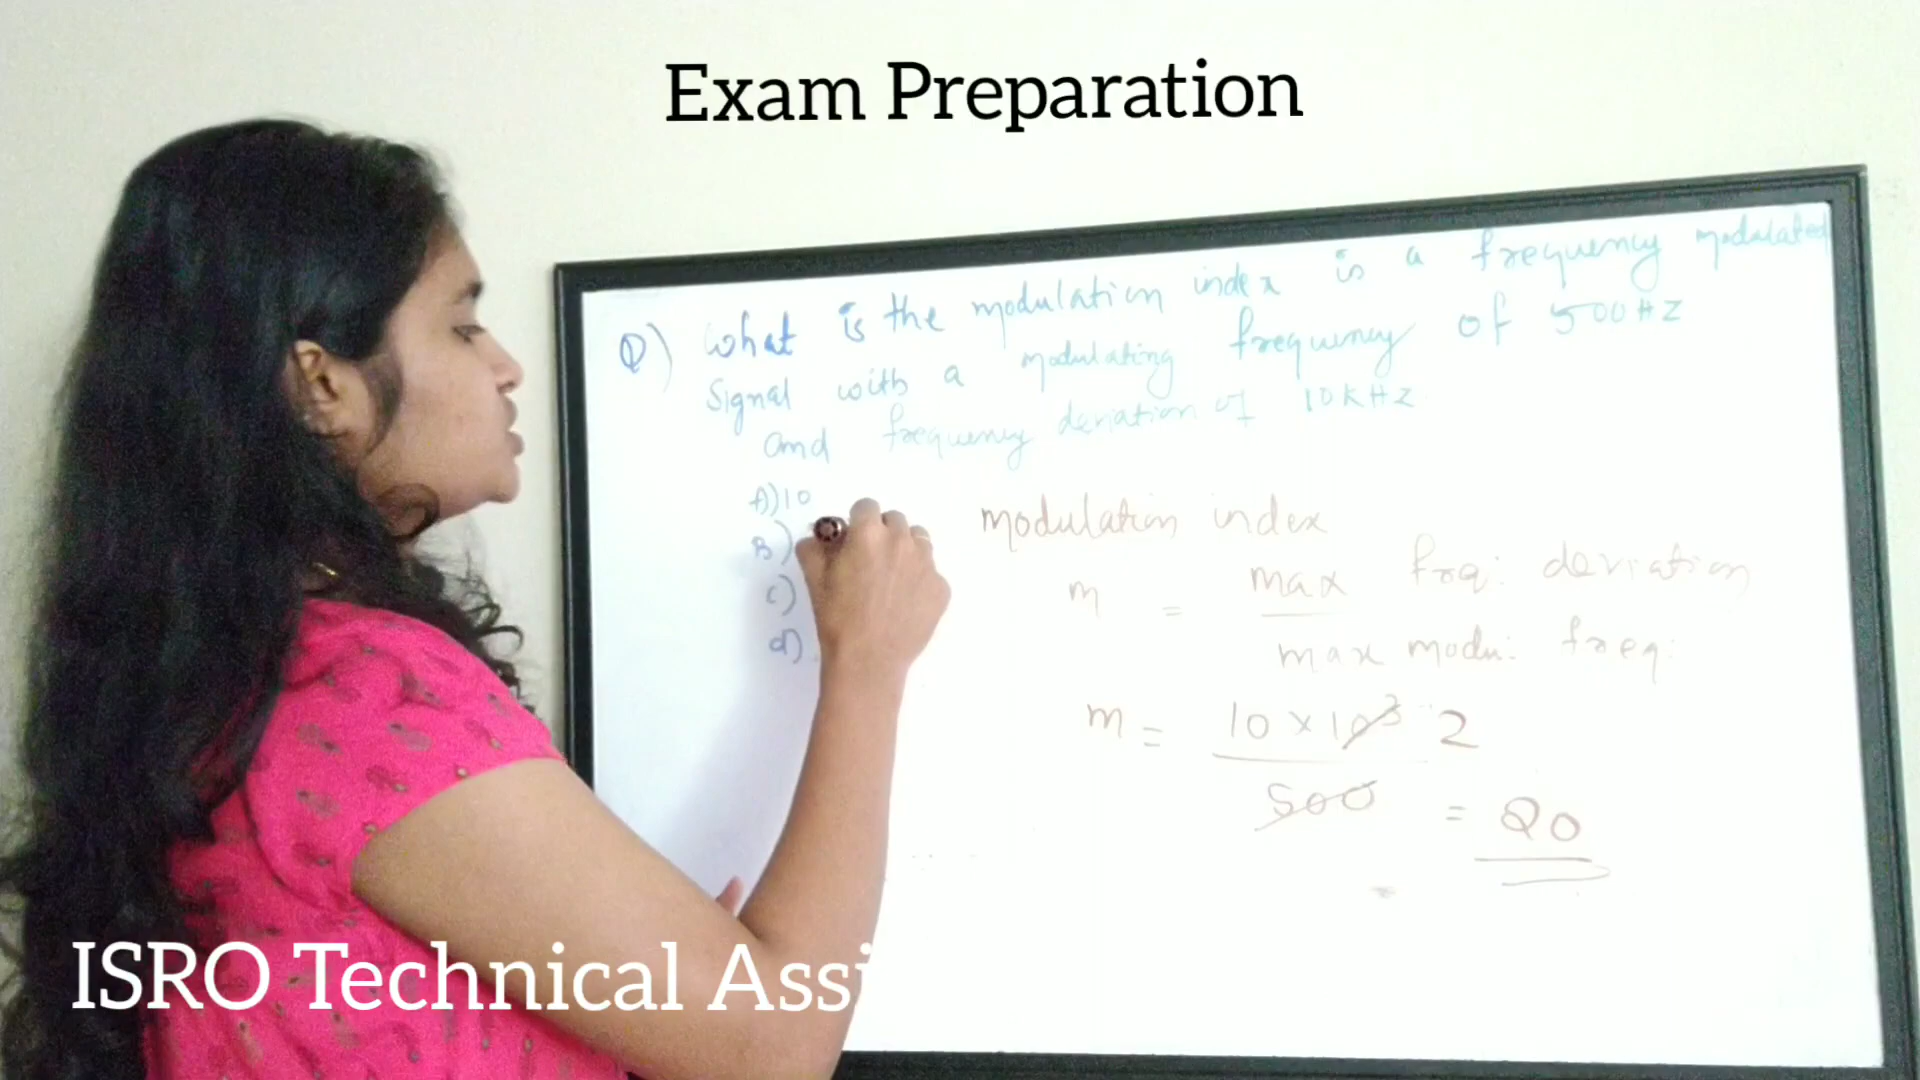 Exam Preparation
Q) What is the modulation index is a frequency modulated
Signal with a modulating frequency of 500HZ
and frequency deviation of 10KHZ
A) 10
B)
c)
d)
modulation index
m = max freq: deviation
max modu: freq:
m = 10 x 10³ 2
500
= 20
ISRO Technical Assi